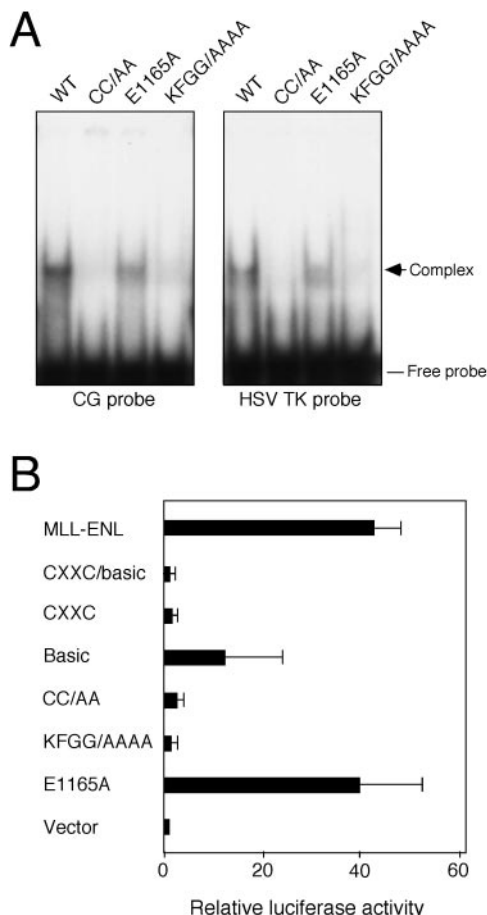 A
WT CC/AA E1165A KFGG/AAAA WT CC/AA E1165A KFGG/AAAA
Complex
Free probe
CG probe HSV TK probe
B
MLL-ENL
CXXC/basic
CXXC
Basic
CC/AA
KFGG/AAAA
E1165A
Vector
0 20 40 60
Relative luciferase activity